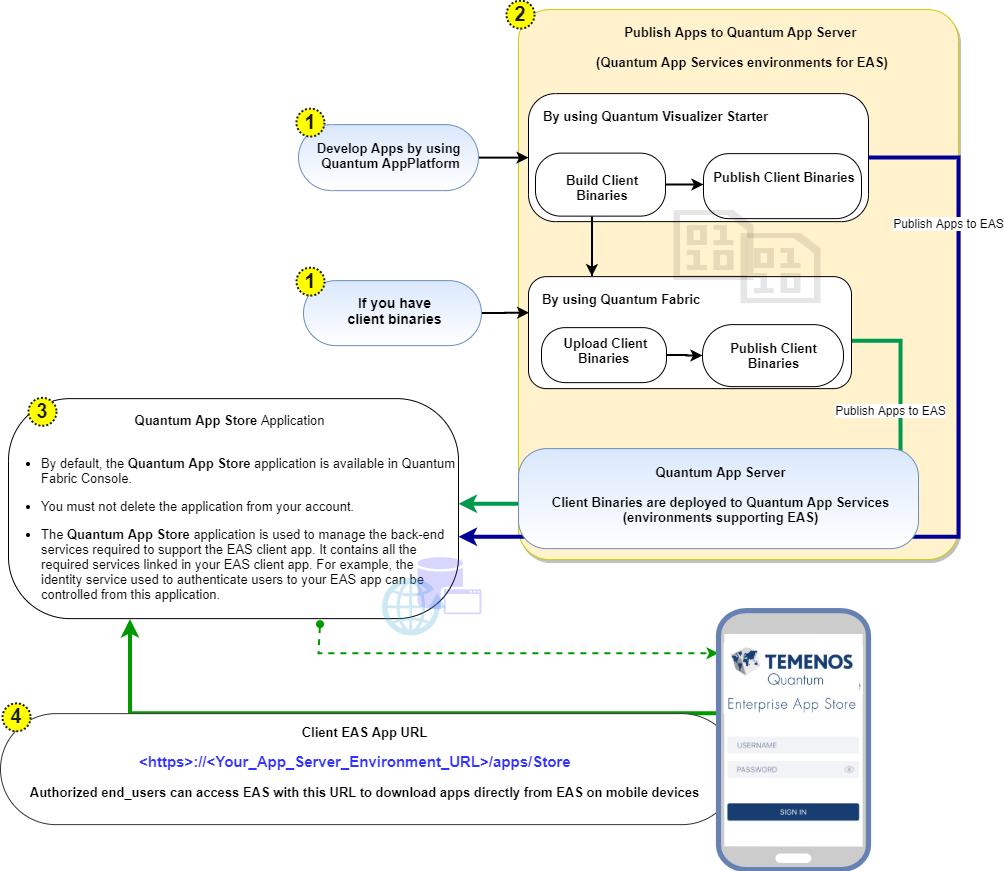 2
Publish Apps to Quantum App Server
(Quantum App Services environments for EAS)
1
Develop Apps by using
Quantum AppPlatform
By using Quantum Visualizer Starter
Build Client
Binaries
Publish Client Binaries
Publish Apps to EAS
1
If you have
client binaries
By using Quantum Fabric
Upload Client
Binaries
Publish Client
Binaries
Publish Apps to EAS
3
Quantum App Store Application
• By default, the Quantum App Store application is available in Quantum
Fabric Console.
• You must not delete the application from your account.
• The Quantum App Store application is used to manage the back-end
services required to support the EAS client app. It contains all the
required services linked in your EAS client app. For example, the
identity service used to authenticate users to your EAS app can be
controlled from this application.
Quantum App Server
Client Binaries are deployed to Quantum App Services
(environments supporting EAS)
TEMENOS
Quantum
Enterprise App Store
USERNAME
PASSWORD
SIGN IN
4
Client EAS App URL
<https>://<Your_App_Server_Environment_URL>/apps/Store
Authorized end_users can access EAS with this URL to download apps directly from EAS on mobile devices